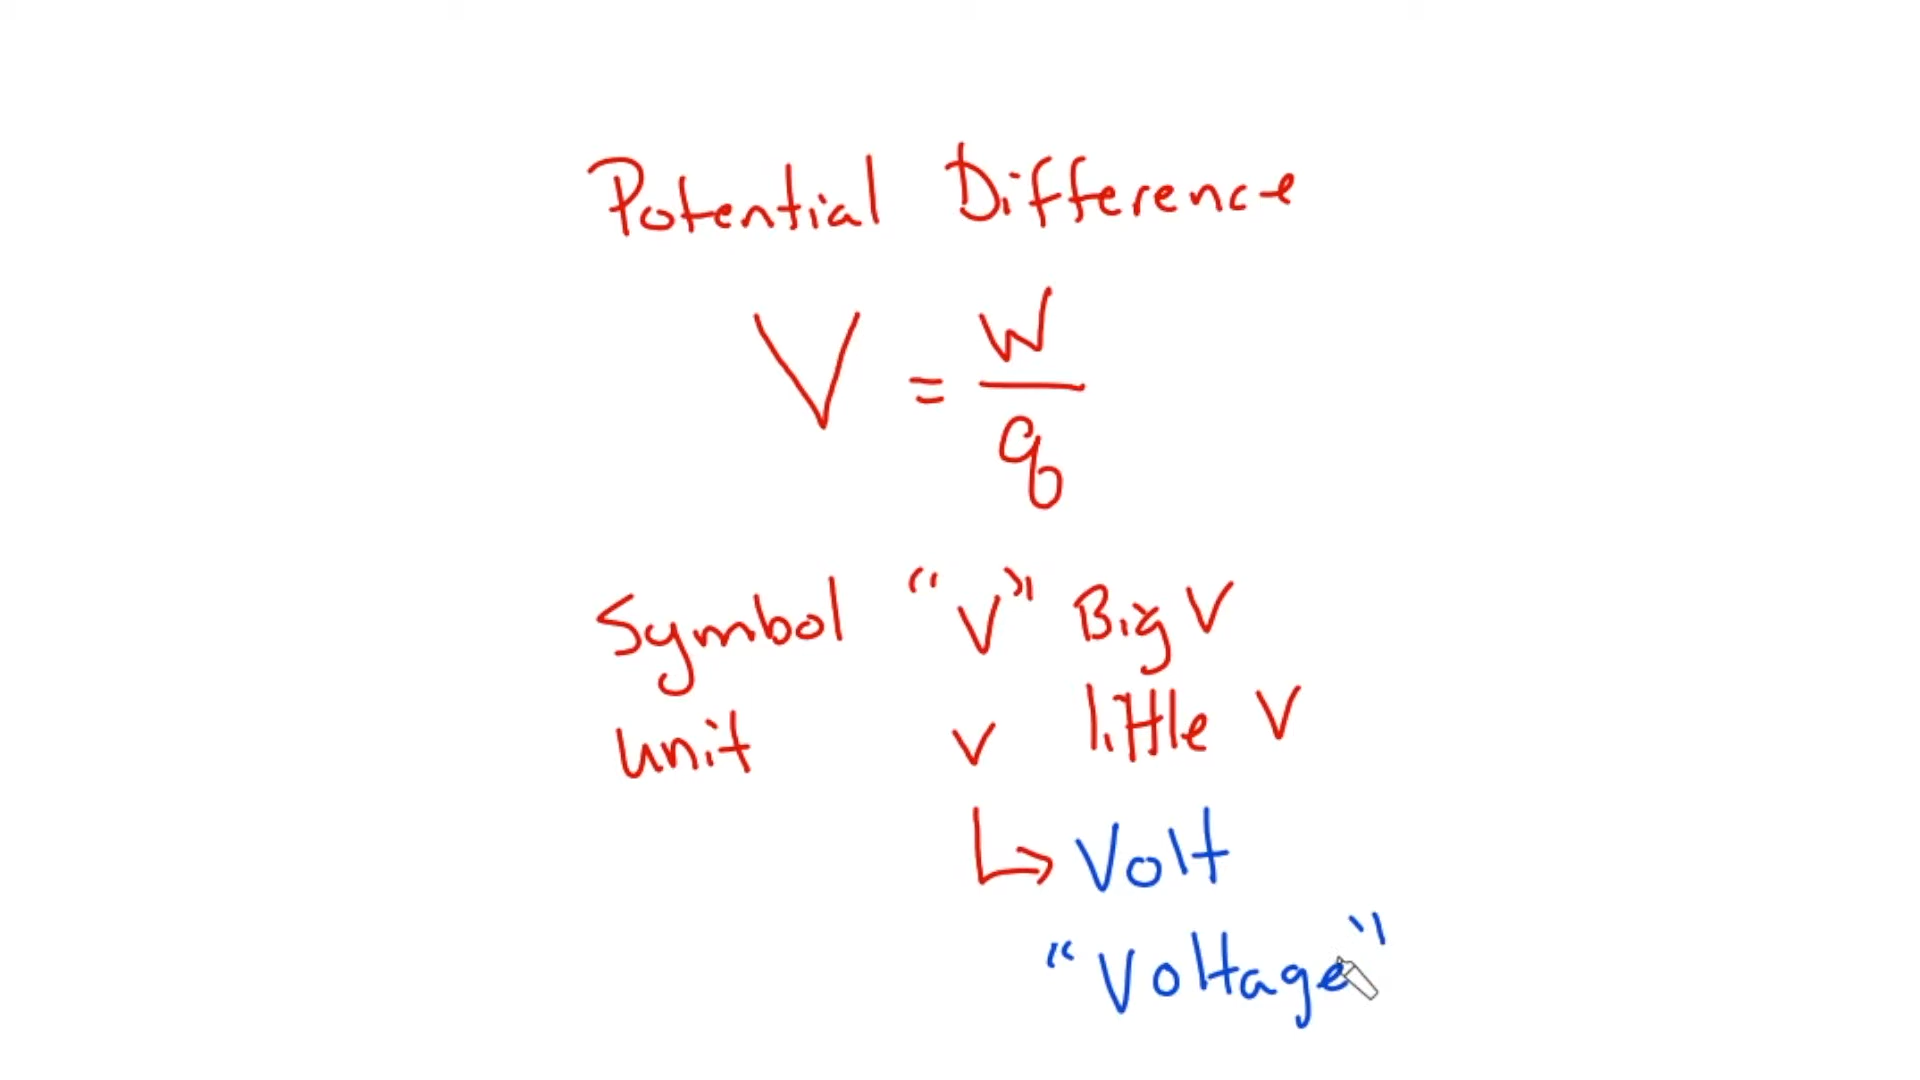 Potential Difference
V = W/q
Symbol "V" Big V
unit v little v
↳ Volt
"Voltage"